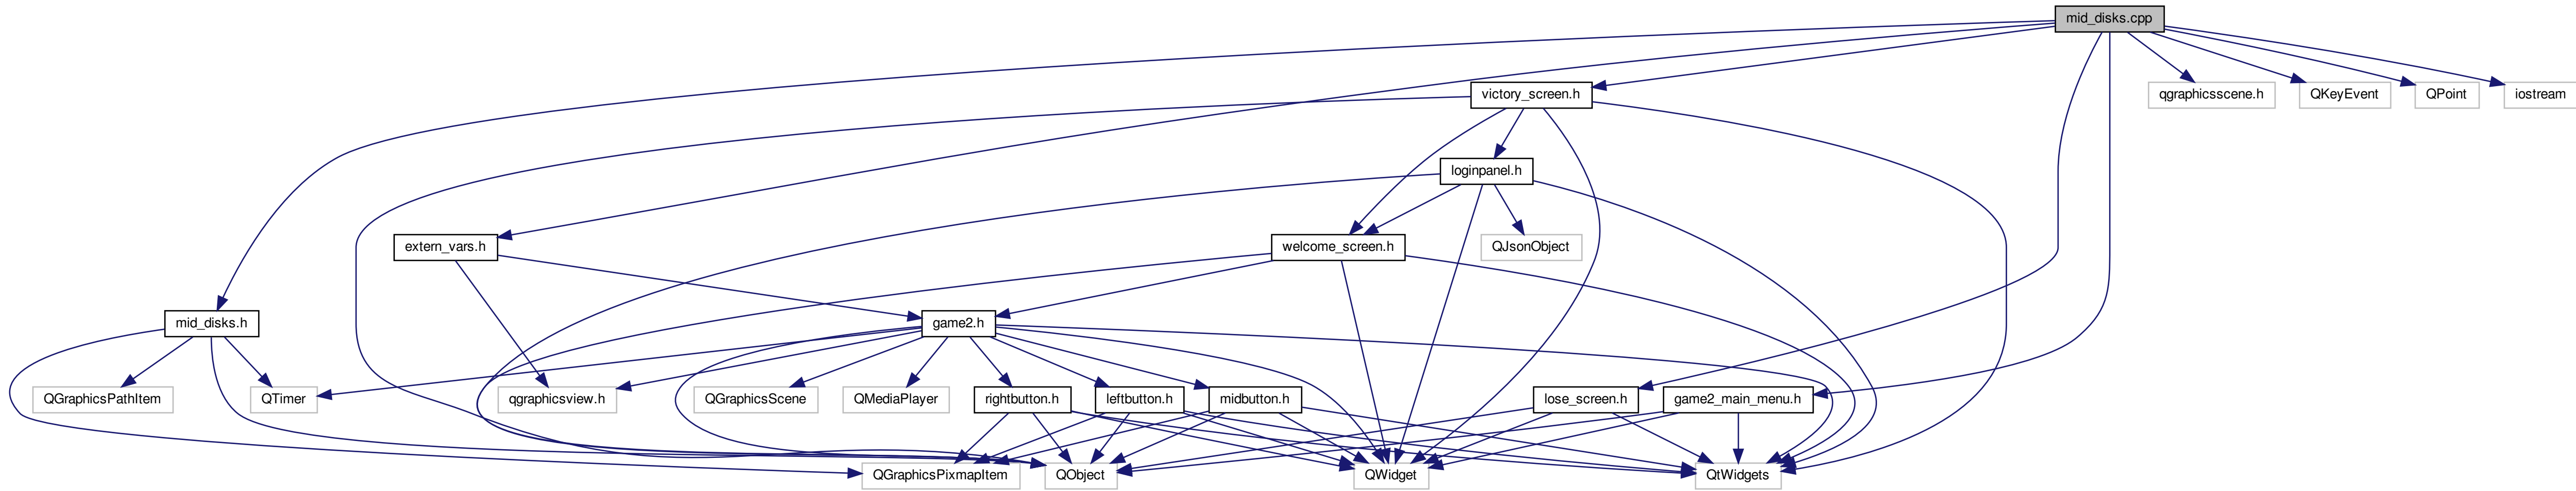 mid_disks.cpp
victory_screen.h
qgraphicsscene.h
QKeyEvent
QPoint
iostream
loginpanel.h
extern_vars.h
welcome_screen.h
QJsonObject
mid_disks.h
game2.h
QGraphicsPathItem
QTimer
qgraphicsview.h
QGraphicsScene
QMediaPlayer
rightbutton.h
leftbutton.h
midbutton.h
lose_screen.h
game2_main_menu.h
QGraphicsPixmapItem
QObject
QWidget
QtWidgets